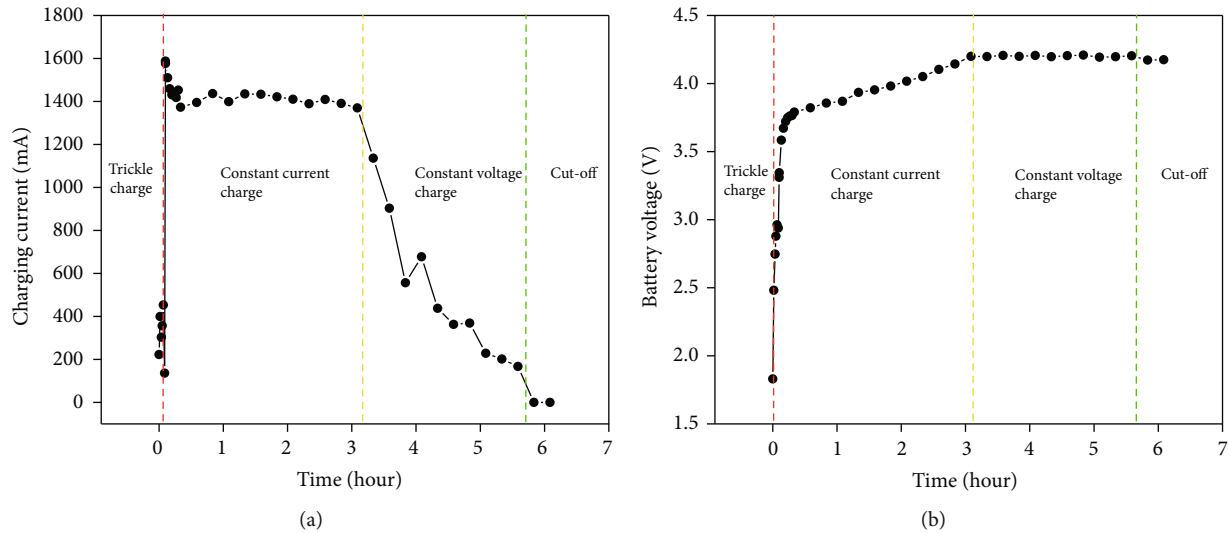 1800
1600
1400
1200
1000
800
600
400
200
0
Charging current (mA)
Trickle
charge
Constant current
charge
Constant voltage
charge
Cut-off
0 1 2 3 4 5 6 7
Time (hour)
(a)
4.5
4.0
3.5
3.0
2.5
2.0
1.5
Battery voltage (V)
Trickle
charge
Constant current
charge
Constant voltage
charge
Cut-off
0 1 2 3 4 5 6 7
Time (hour)
(b)